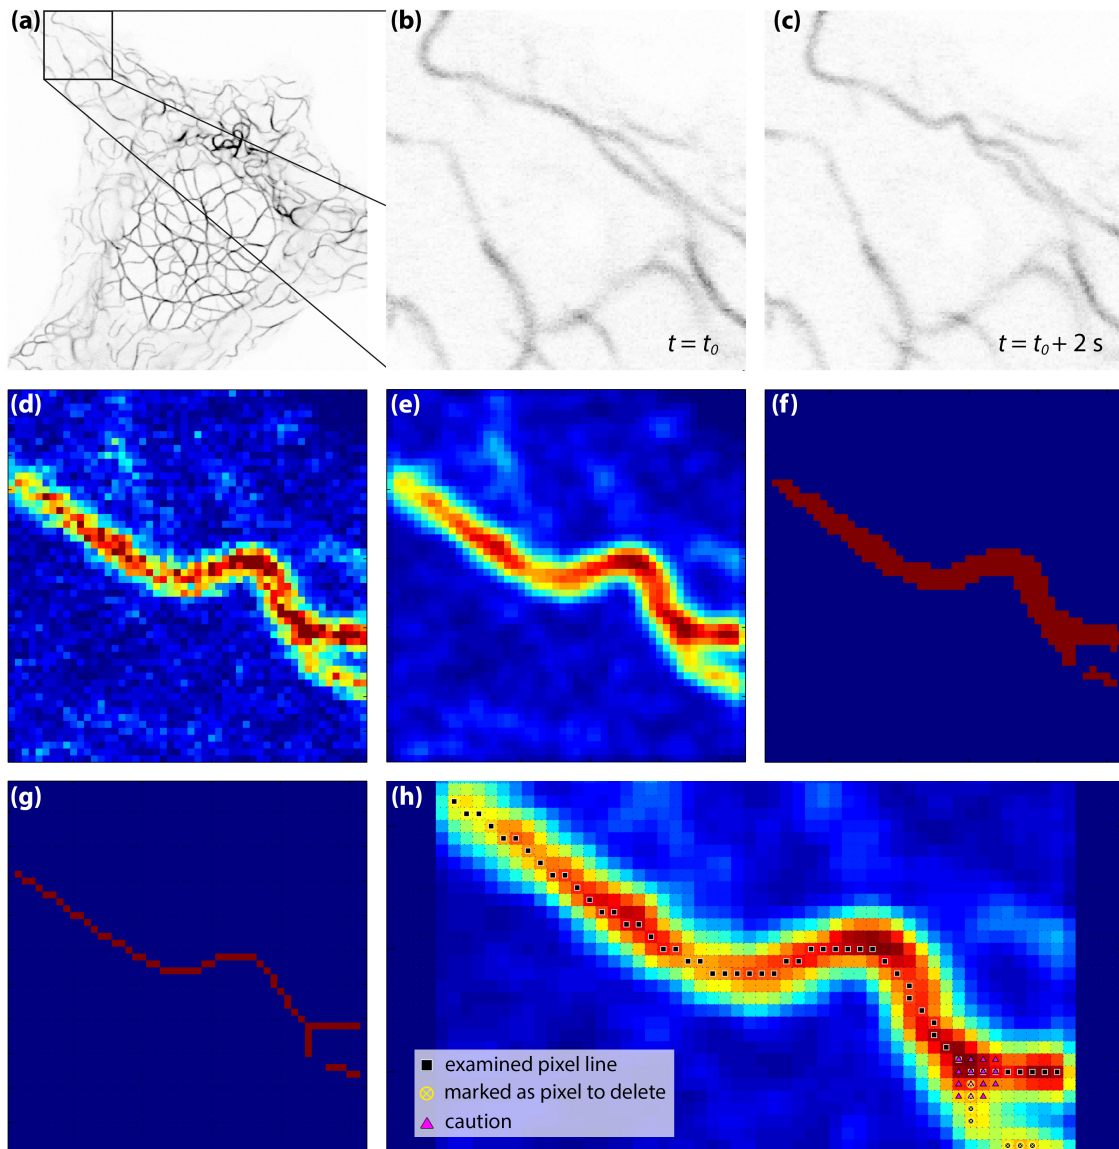 (a)
(b)
(c)
t = t₀
t = t₀ + 2 s
(d)
(e)
(f)
(g)
(h)
examined pixel line
marked as pixel to delete
caution